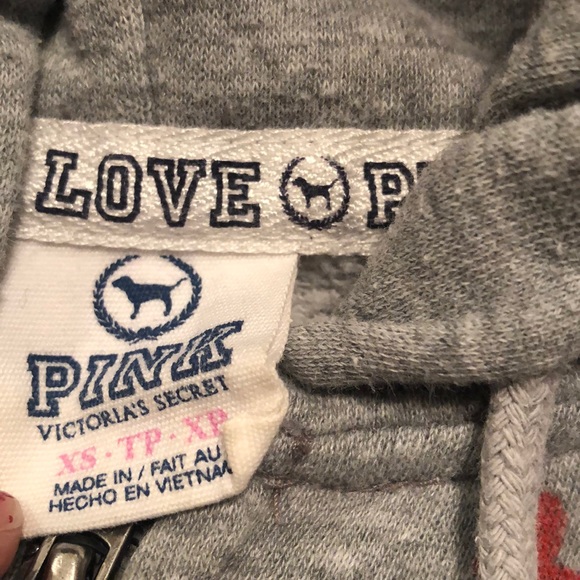 LOVE
PINK
VICTORIA'S SECRET
XS · TP · XP
MADE IN / FAIT AU
HECHO EN VIETNAM